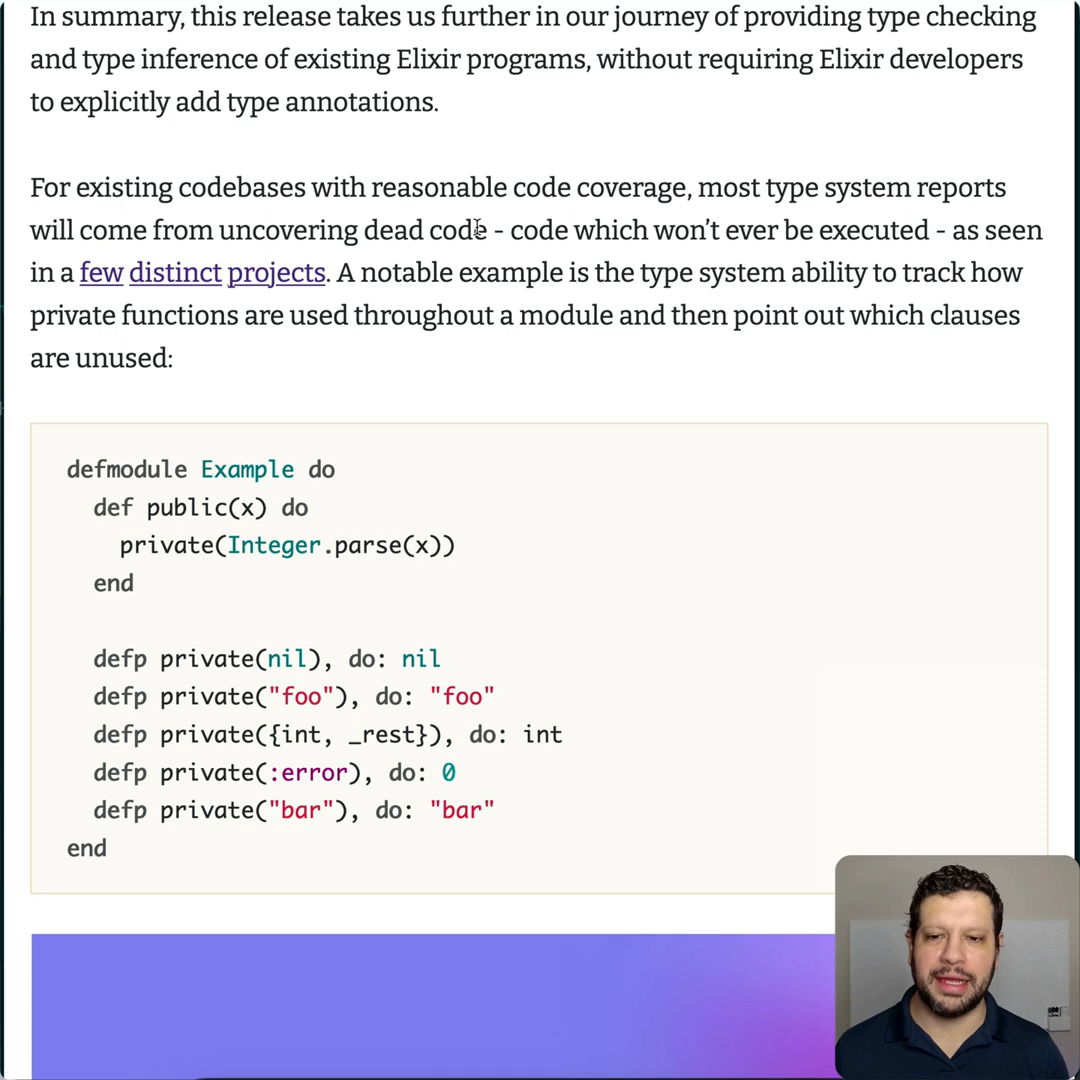 In summary, this release takes us further in our journey of providing type checking
and type inference of existing Elixir programs, without requiring Elixir developers
to explicitly add type annotations.
For existing codebases with reasonable code coverage, most type system reports
will come from uncovering dead code - code which won’t ever be executed - as seen
in a few distinct projects. A notable example is the type system ability to track how
private functions are used throughout a module and then point out which clauses
are unused:
defmodule Example do
  def public(x) do
    private(Integer.parse(x))
  end
  defp private(nil), do: nil
  defp private("foo"), do: "foo"
  defp private({int, _rest}), do: int
  defp private(:error), do: 0
  defp private("bar"), do: "bar"
end